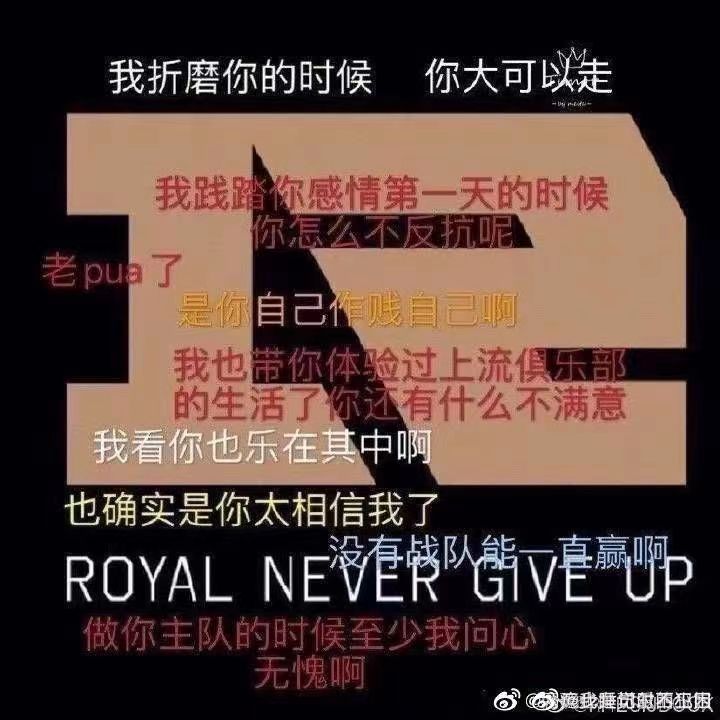 我折磨你的时候 你大可以走
我践踏你感情第一天的时候
你怎么不反抗呢
老pua了
是你自己作贱自己啊
我也带你体验过上流俱乐部
的生活了你还有什么不满意
我看你也乐在其中啊
也确实是你太相信我了
没有战队能一直赢啊
ROYAL NEVER GIVE UP
做你主队的时候至少我问心
无愧啊